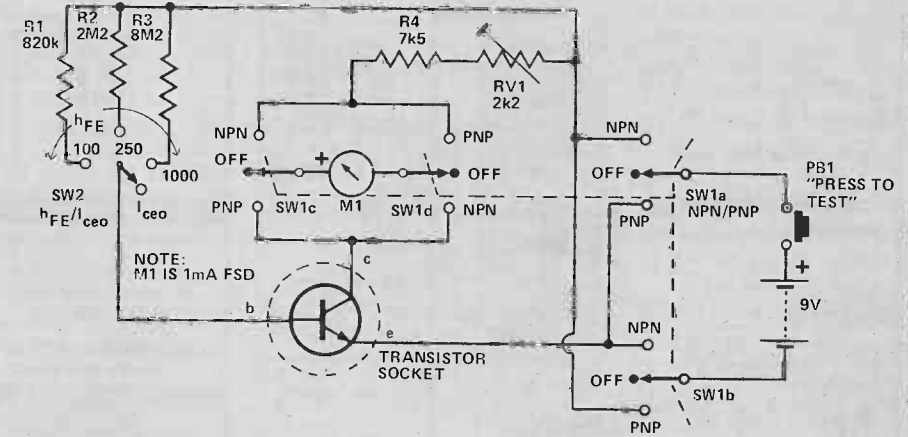 R1
820k
R2
2M2
R3
8M2
R4
7k5
RV1
2k2
hFE
100
250
1000
SW2
hFE/Iceo
Iceo
NPN
OFF
PNP
+
SW1c
M1
SW1d
PNP
OFF
NPN
NOTE:
M1 IS 1mA FSD
b
c
e
TRANSISTOR
SOCKET
NPN
OFF
PNP
SW1a
NPN/PNP
PB1
"PRESS TO
TEST"
+
9V
NPN
OFF
PNP
SW1b